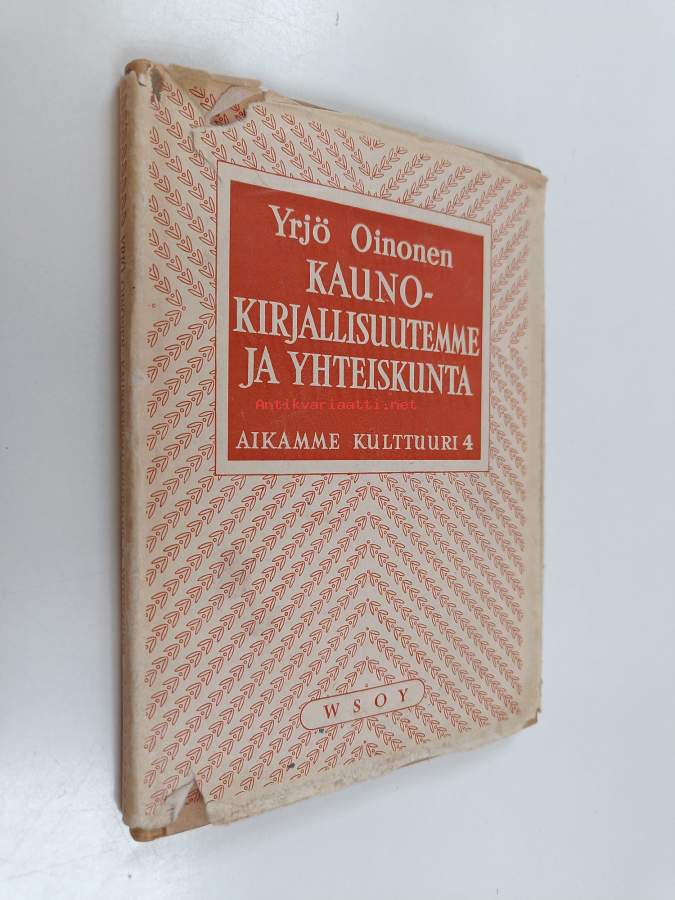 Yrjö Oinonen
KAUNO-
KIRJALLISUUTEMME
JA YHTEISKUNTA
Antikvariaatti.net
AIKAMME KULTTUURI 4
WSOY